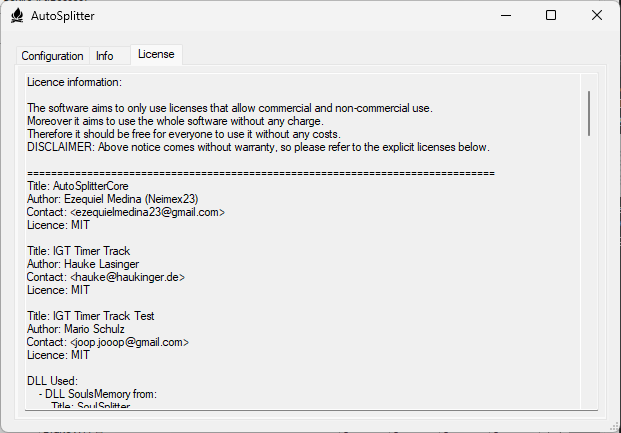 AutoSplitter
Configuration Info License
Licence information:
The software aims to only use licenses that allow commercial and non-commercial use.
Moreover it aims to use the whole software without any charge.
Therefore it should be free for everyone to use it without any costs.
DISCLAIMER: Above notice comes without warranty, so please refer to the explicit licenses below.
==============================================================================
Title: AutoSplitterCore
Author: Ezequiel Medina (Neimex23)
Contact: <ezequielmedina23@gmail.com>
Licence: MIT
Title: IGT Timer Track
Author: Hauke Lasinger
Contact: <hauke@haukinger.de>
Licence: MIT
Title: IGT Timer Track Test
Author: Mario Schulz
Contact: <joop.jooop@gmail.com>
Licence: MIT
DLL Used:
- DLL SoulsMemory from:
Title: SoulSplitter